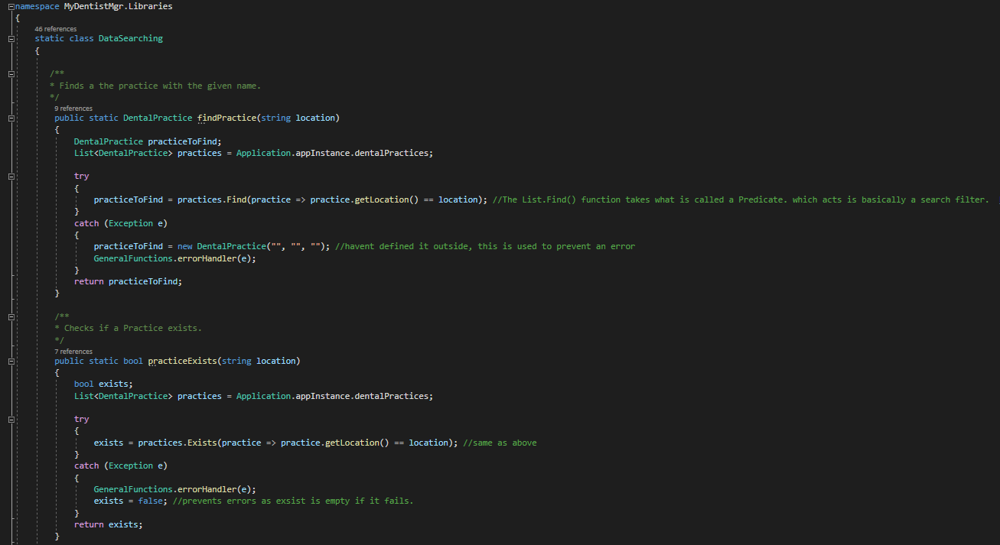 namespace MyDentistMgr.Libraries
{
46 references
static class DataSearching
{
/**
* Finds a the practice with the given name.
*/
9 references
public static DentalPractice findPractice(string location)
{
DentalPractice practiceToFind;
List<DentalPractice> practices = Application.appInstance.dentalPractices;
try
{
practiceToFind = practices.Find(practice => practice.getLocation() == location); //The List.Find() function takes what is called a Predicate. which acts is basically a search filter.
}
catch (Exception e)
{
practiceToFind = new DentalPractice("", "", ""); //havent defined it outside, this is used to prevent an error
GeneralFunctions.errorHandler(e);
}
return practiceToFind;
}
/**
* Checks if a Practice exists.
*/
7 references
public static bool practiceExists(string location)
{
bool exists;
List<DentalPractice> practices = Application.appInstance.dentalPractices;
try
{
exists = practices.Exists(practice => practice.getLocation() == location); //same as above
}
catch (Exception e)
{
GeneralFunctions.errorHandler(e);
exists = false; //prevents errors as exsist is empty if it fails.
}
return exists;
}